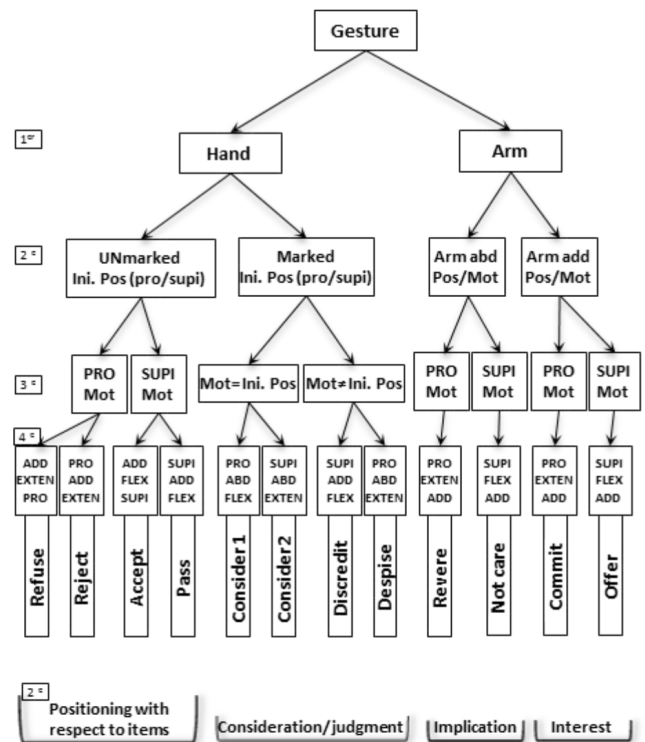 Gesture
1er
Hand
Arm
2 e
UNmarked
Ini. Pos (pro/supi)
Marked
Ini. Pos (pro/supi)
Arm abd
Pos/Mot
Arm add
Pos/Mot
3 e
PRO
Mot
SUPI
Mot
Mot=Ini. Pos
Mot≠Ini. Pos
PRO
Mot
SUPI
Mot
PRO
Mot
SUPI
Mot
4 e
ADD
EXTEN
PRO
PRO
ADD
EXTEN
ADD
FLEX
SUPI
SUPI
ADD
FLEX
PRO
ABD
FLEX
SUPI
ABD
EXTEN
SUPI
ADD
FLEX
PRO
ABD
EXTEN
PRO
EXTEN
ADD
SUPI
FLEX
ADD
PRO
EXTEN
ADD
SUPI
FLEX
ADD
Refuse
Reject
Accept
Pass
Consider1
Consider2
Discredit
Despise
Revere
Not care
Commit
Offer
2 e
Positioning with
respect to items
Consideration/judgment
Implication
Interest